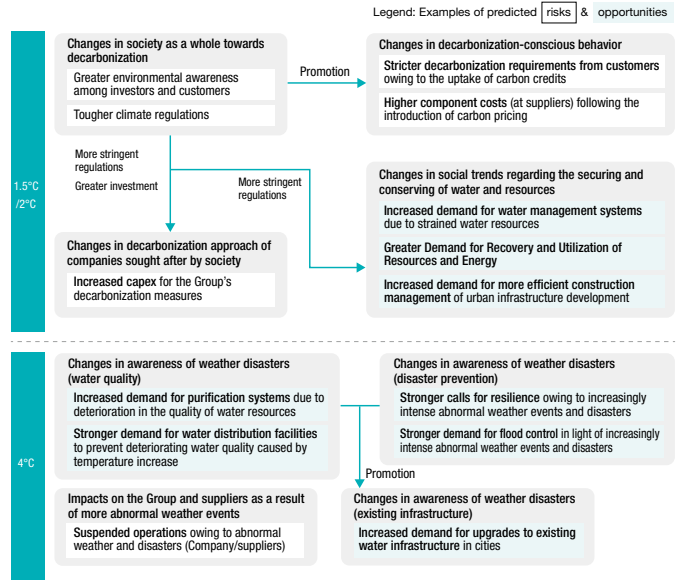 Legend: Examples of predicted risks & opportunities
1.5°C
/2°C
Changes in society as a whole towards
decarbonization
Greater environmental awareness
among investors and customers
Tougher climate regulations
Promotion
Changes in decarbonization-conscious behavior
Stricter decarbonization requirements from customers
owing to the uptake of carbon credits
Higher component costs (at suppliers) following the
introduction of carbon pricing
More stringent
regulations
Greater investment
More stringent
regulations
Changes in social trends regarding the securing and
conserving of water and resources
Increased demand for water management systems
due to strained water resources
Greater Demand for Recovery and Utilization of
Resources and Energy
Increased demand for more efficient construction
management of urban infrastructure development
Changes in decarbonization approach of
companies sought after by society
Increased capex for the Group's
decarbonization measures
4°C
Changes in awareness of weather disasters
(water quality)
Increased demand for purification systems due to
deterioration in the quality of water resources
Stronger demand for water distribution facilities
to prevent deteriorating water quality caused by
temperature increase
Changes in awareness of weather disasters
(disaster prevention)
Stronger calls for resilience owing to increasingly
intense abnormal weather events and disasters
Stronger demand for flood control in light of increasingly
intense abnormal weather events and disasters
Promotion
Impacts on the Group and suppliers as a result
of more abnormal weather events
Suspended operations owing to abnormal
weather and disasters (Company/suppliers)
Changes in awareness of weather disasters
(existing infrastructure)
Increased demand for upgrades to existing
water infrastructure in cities